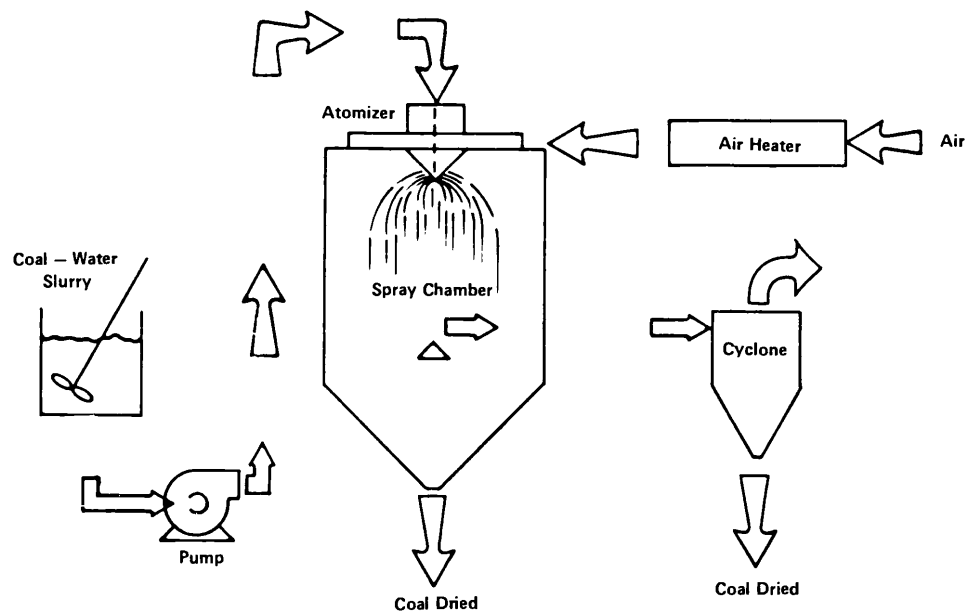 Atomizer
Air Heater
Air
Coal – Water
Slurry
Spray Chamber
Cyclone
Pump
Coal Dried
Coal Dried